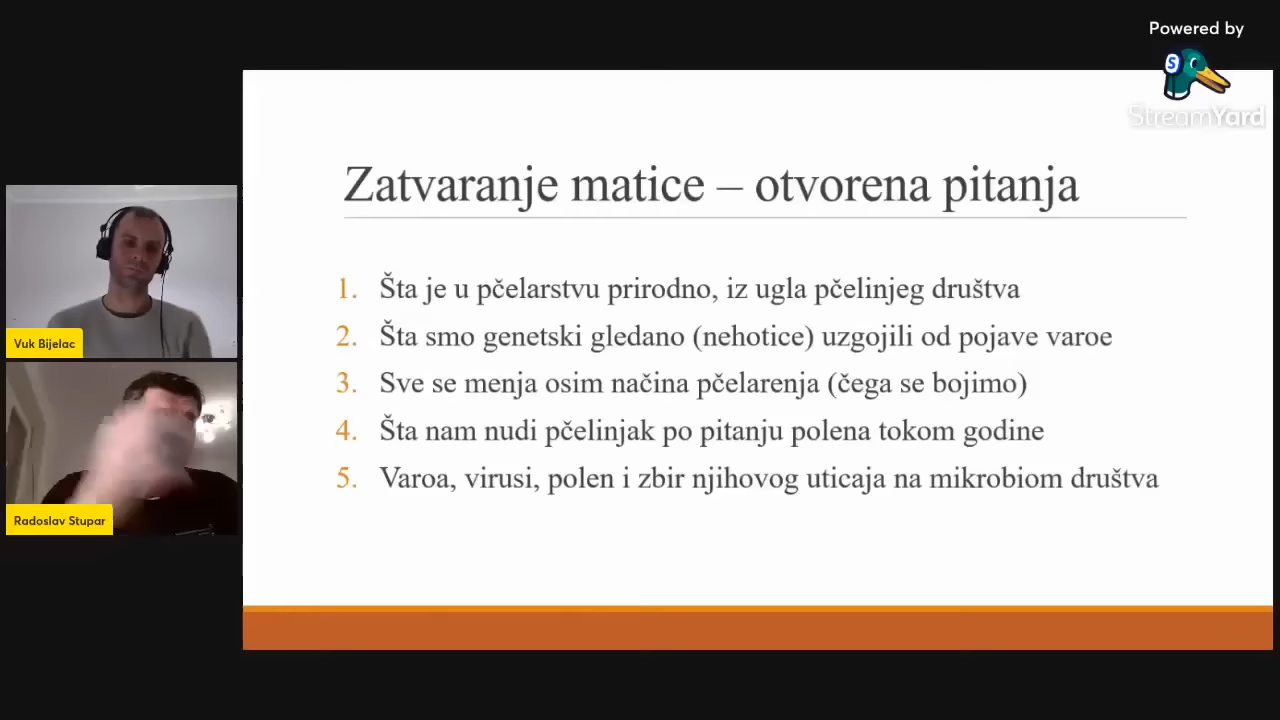 Powered by
StreamYard
Zatvaranje matice – otvorena pitanja
1. Šta je u pčelarstvu prirodno, iz ugla pčelinjeg društva
2. Šta smo genetski gledano (nehotice) uzgojili od pojave varoe
3. Sve se menja osim načina pčelarenja (čega se bojimo)
4. Šta nam nudi pčelinjak po pitanju polena tokom godine
5. Varoa, virusi, polen i zbir njihovog uticaja na mikrobiom društva
Vuk Bijelac
Radoslav Stupar